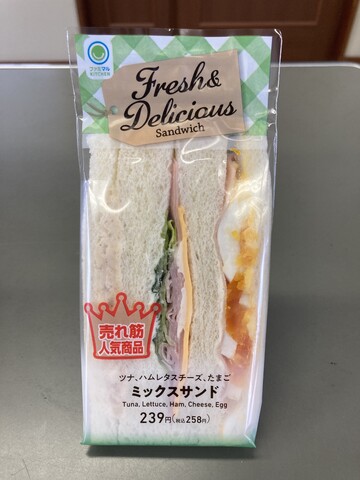 ファミマル
KITCHEN
Fresh&
Delicious
Sandwich
売れ筋
人気商品
ツナ、ハムレタスチーズ、たまご
ミックスサンド
Tuna, Lettuce, Ham, Cheese, Egg
239円(税込258円)